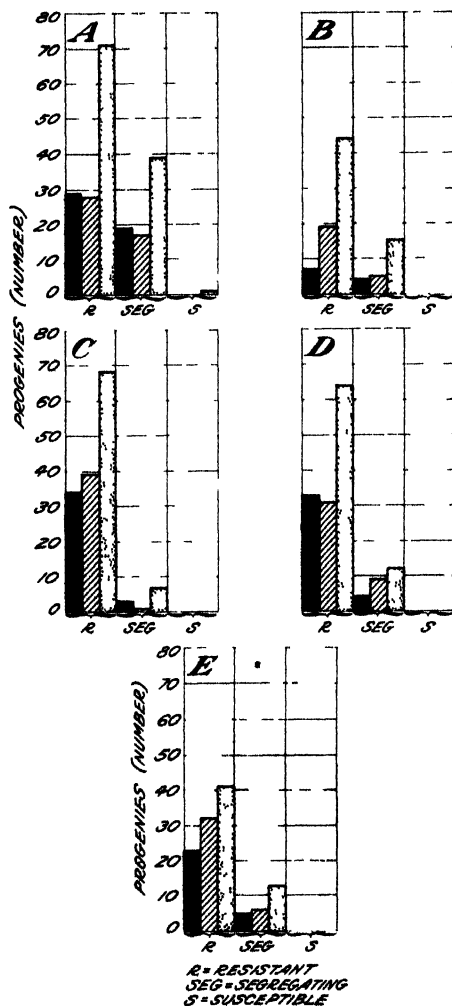 A
B
80
70
60
50
40
30
20
10
0
R SEG S
R SEG S
PROGENIES (NUMBER)
C
D
80
70
60
50
40
30
20
10
0
R SEG S
R SEG S
E
80
70
60
50
40
30
20
10
0
PROGENIES (NUMBER)
R SEG S
R = RESISTANT
SEG = SEGREGATING
S = SUSCEPTIBLE